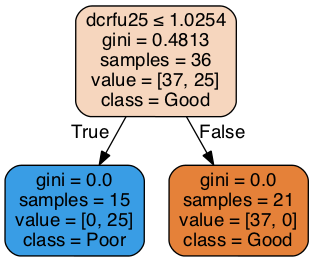 dcrfu25 ≤ 1.0254
gini = 0.4813
samples = 36
value = [37, 25]
class = Good
True
False
gini = 0.0
samples = 15
value = [0, 25]
class = Poor
gini = 0.0
samples = 21
value = [37, 0]
class = Good